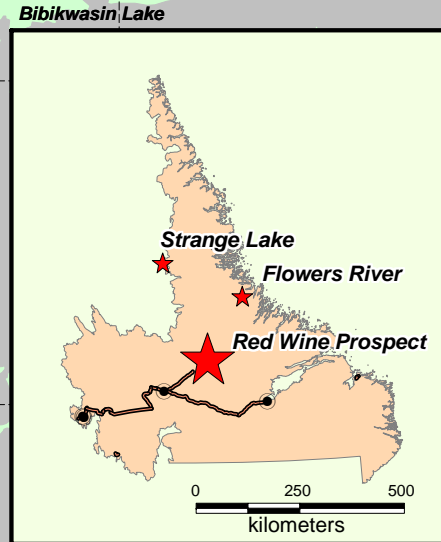 Bibikwasin Lake
Strange Lake
Flowers River
Red Wine Prospect
0 250 500
kilometers